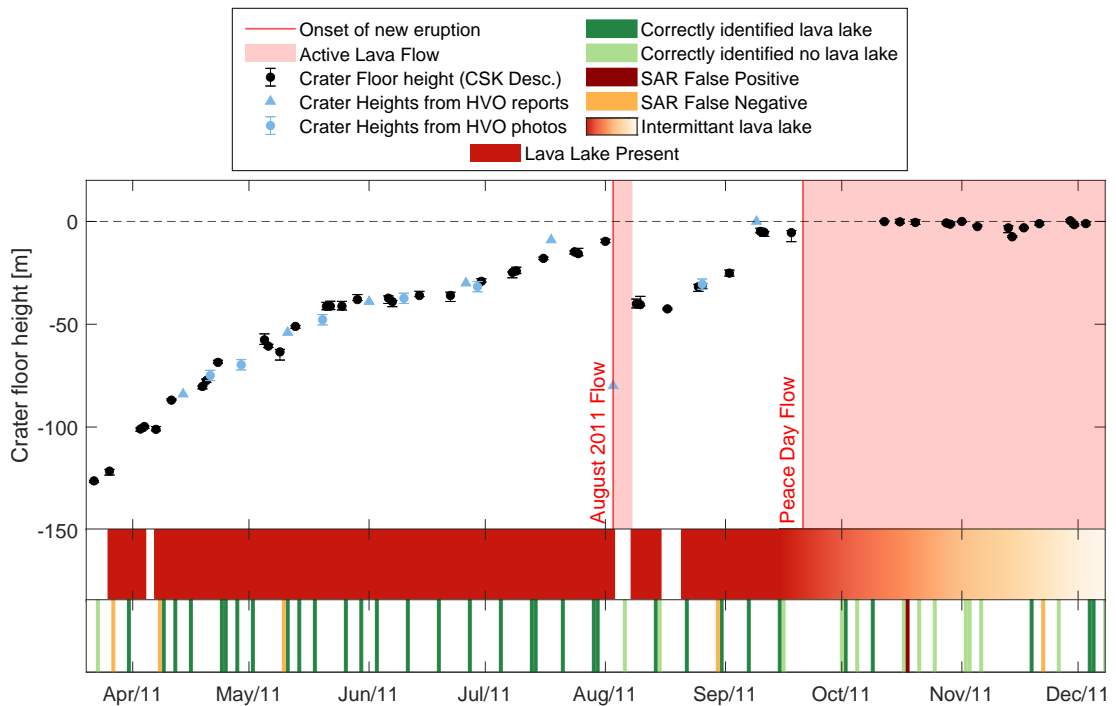 Onset of new eruption
Active Lava Flow
Crater Floor height (CSK Desc.)
Crater Heights from HVO reports
Crater Heights from HVO photos
Correctly identified lava lake
Correctly identified no lava lake
SAR False Positive
SAR False Negative
Intermittant lava lake
Lava Lake Present
Crater floor height [m]
0
-50
-100
-150
August 2011 Flow
Peace Day Flow
Apr/11
May/11
Jun/11
Jul/11
Aug/11
Sep/11
Oct/11
Nov/11
Dec/11